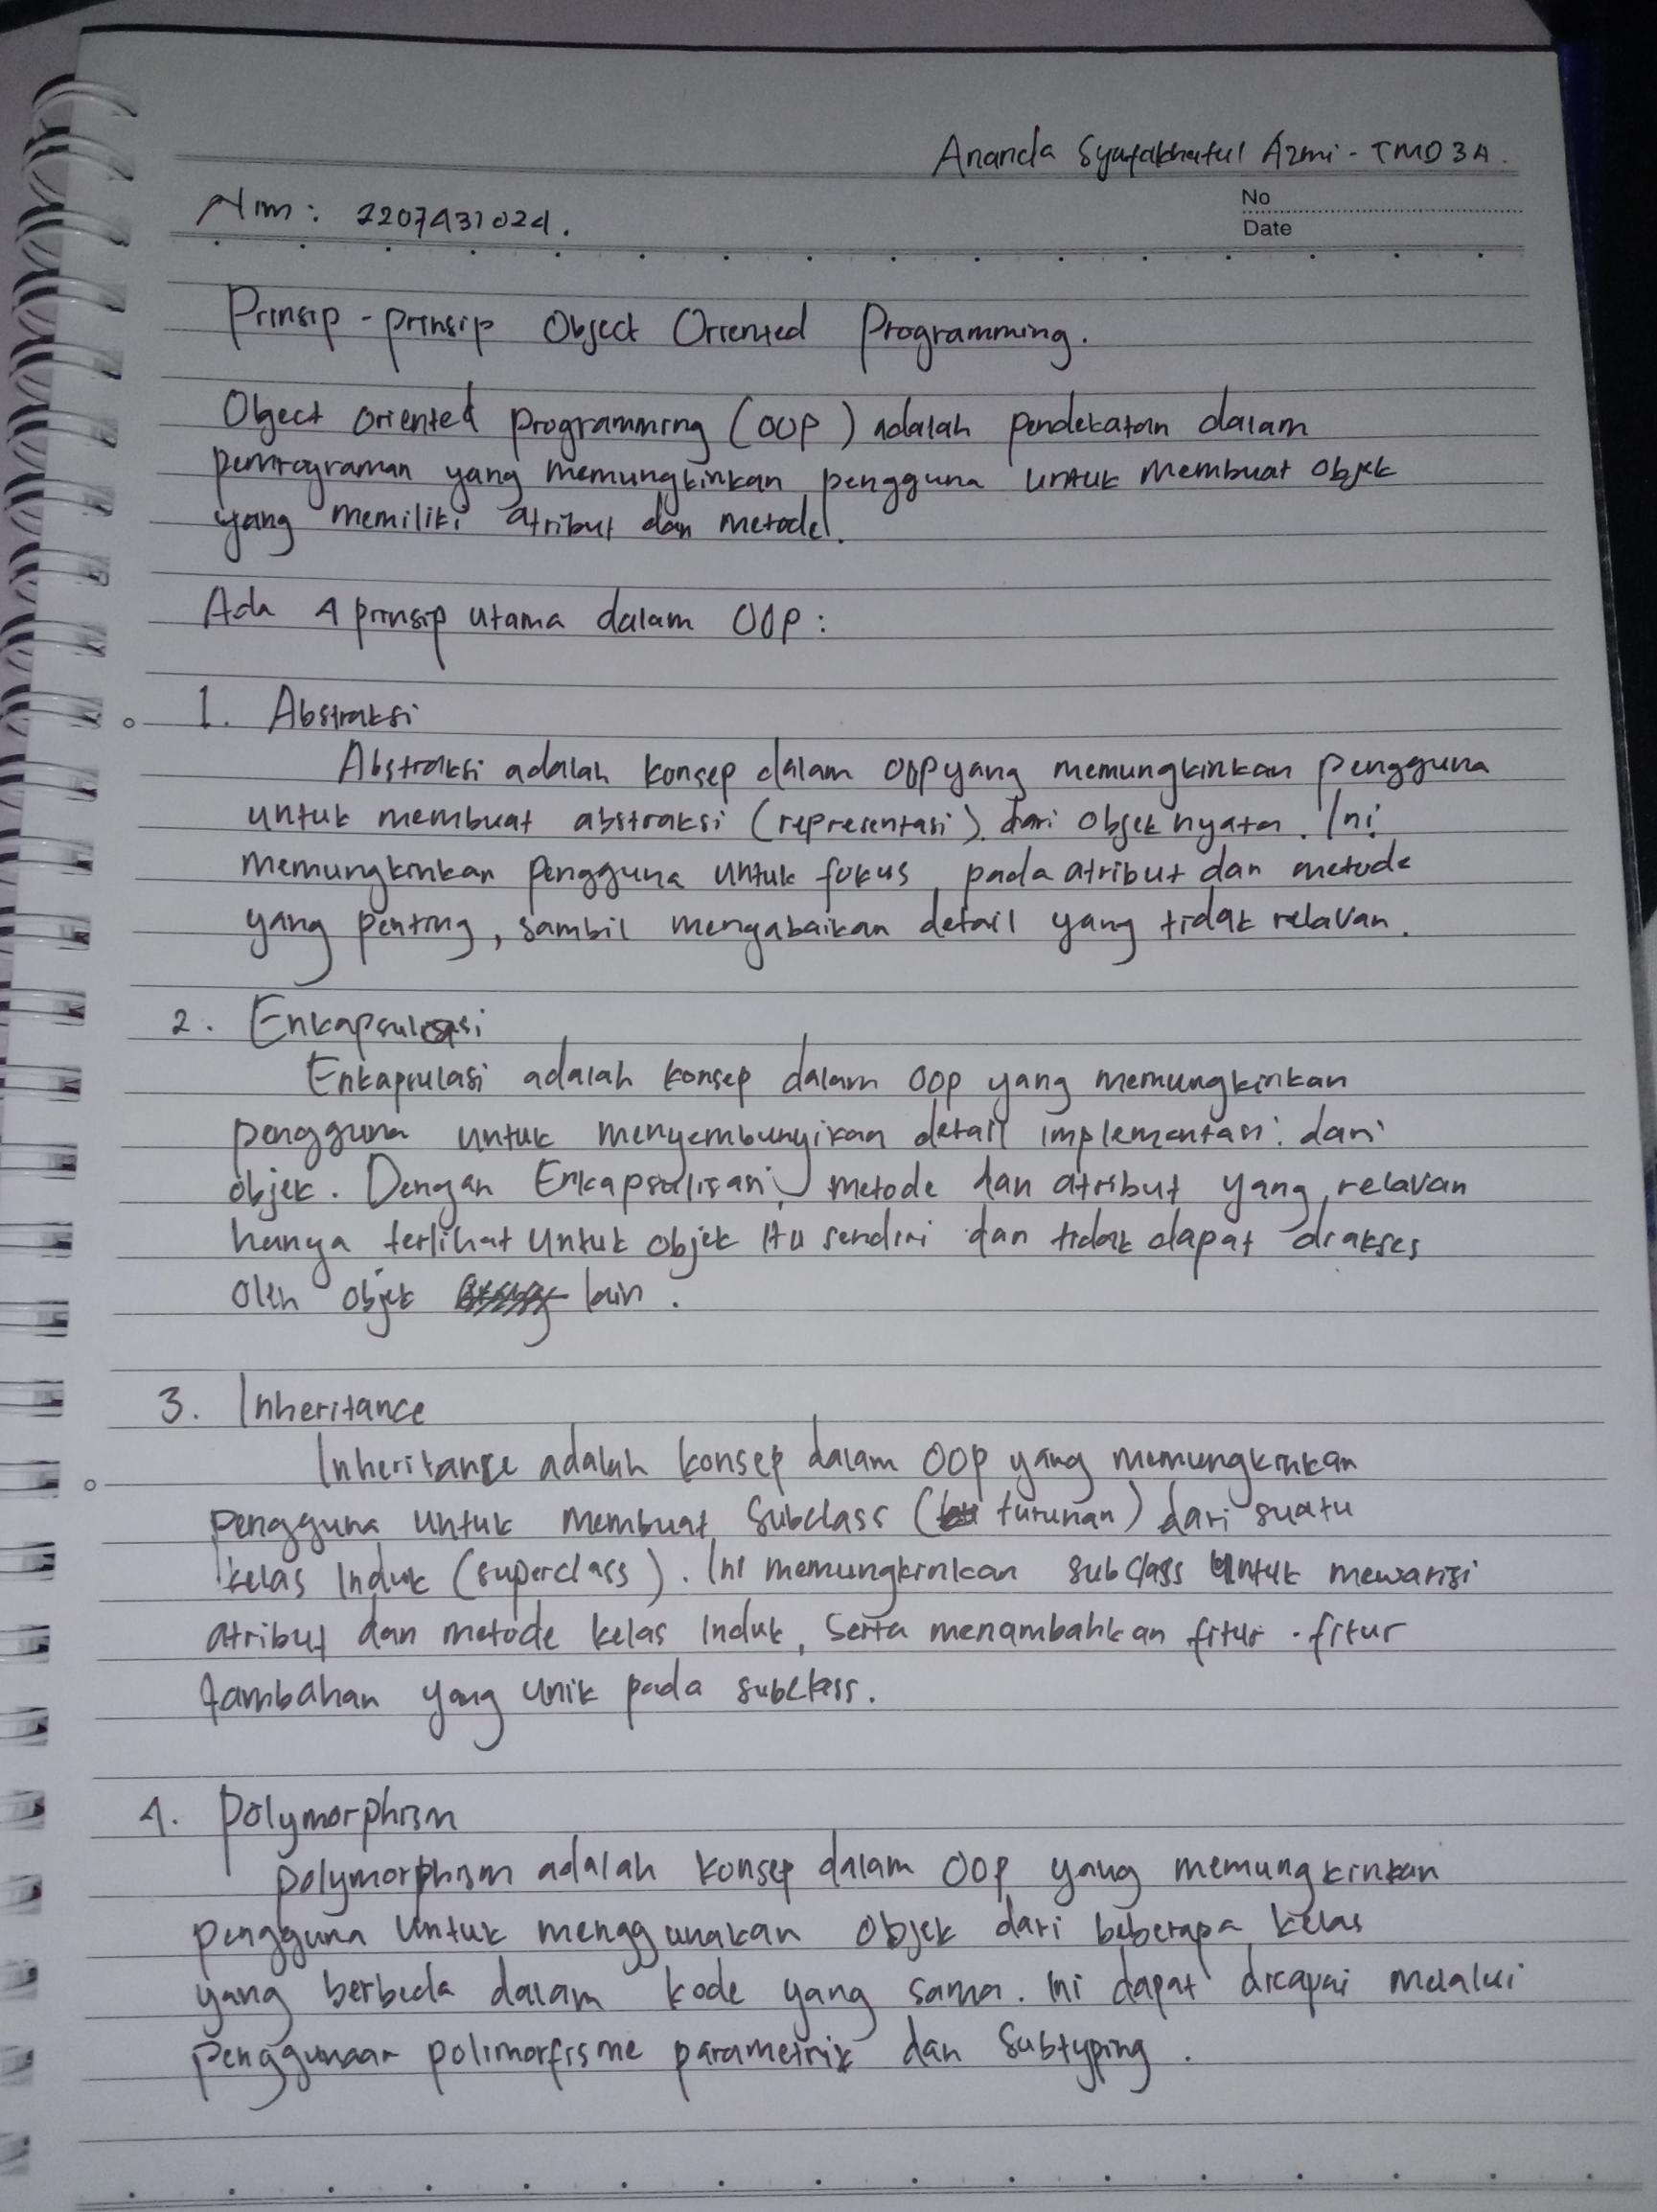 Ananda Syafakhatul Azmi - TMD 3A.
Nim : 2207431024.
No
Date
Prinsip - prinsip Object Oriented Programming.
Object oriented programming (OOP) adalah pendekatan dalam
pemrograman yang memungkinkan pengguna untuk membuat objek
yang memiliki atribut dan metode.
Ada 4 prinsip utama dalam OOP :
1. Abstraksi
Abstraksi adalah konsep dalam OOP yang memungkinkan pengguna
untuk membuat abstraksi (representasi) dari objek nyata. Ini
memungkinkan pengguna untuk fokus pada atribut dan metode
yang penting, sambil mengabaikan detail yang tidak relavan.
2. Enkapsulasi
Enkapsulasi adalah konsep dalam OOP yang memungkinkan
pengguna untuk menyembunyikan detail implementasi dari
objek. Dengan Enkapsulisasi, metode dan atribut yang relavan
hanya terlihat untuk objek itu sendiri dan tidak dapat diakses
oleh objek lain.
3. Inheritance
Inheritance adalah konsep dalam OOP yang memungkinkan
pengguna untuk membuat subclass (turunan) dari suatu
kelas Induk (superclass). Ini memungkinkan subclass untuk mewarisi
atribut dan metode kelas Induk, serta menambahkan fitur - fitur
tambahan yang unik pada subclass.
4. Polymorphism
Polymorphism adalah konsep dalam OOP yang memungkinkan
pengguna untuk menggunakan objek dari beberapa kelas
yang berbeda dalam kode yang sama. Ini dapat dicapai melalui
penggunaan polimorfisme parametrik dan Subtyping.